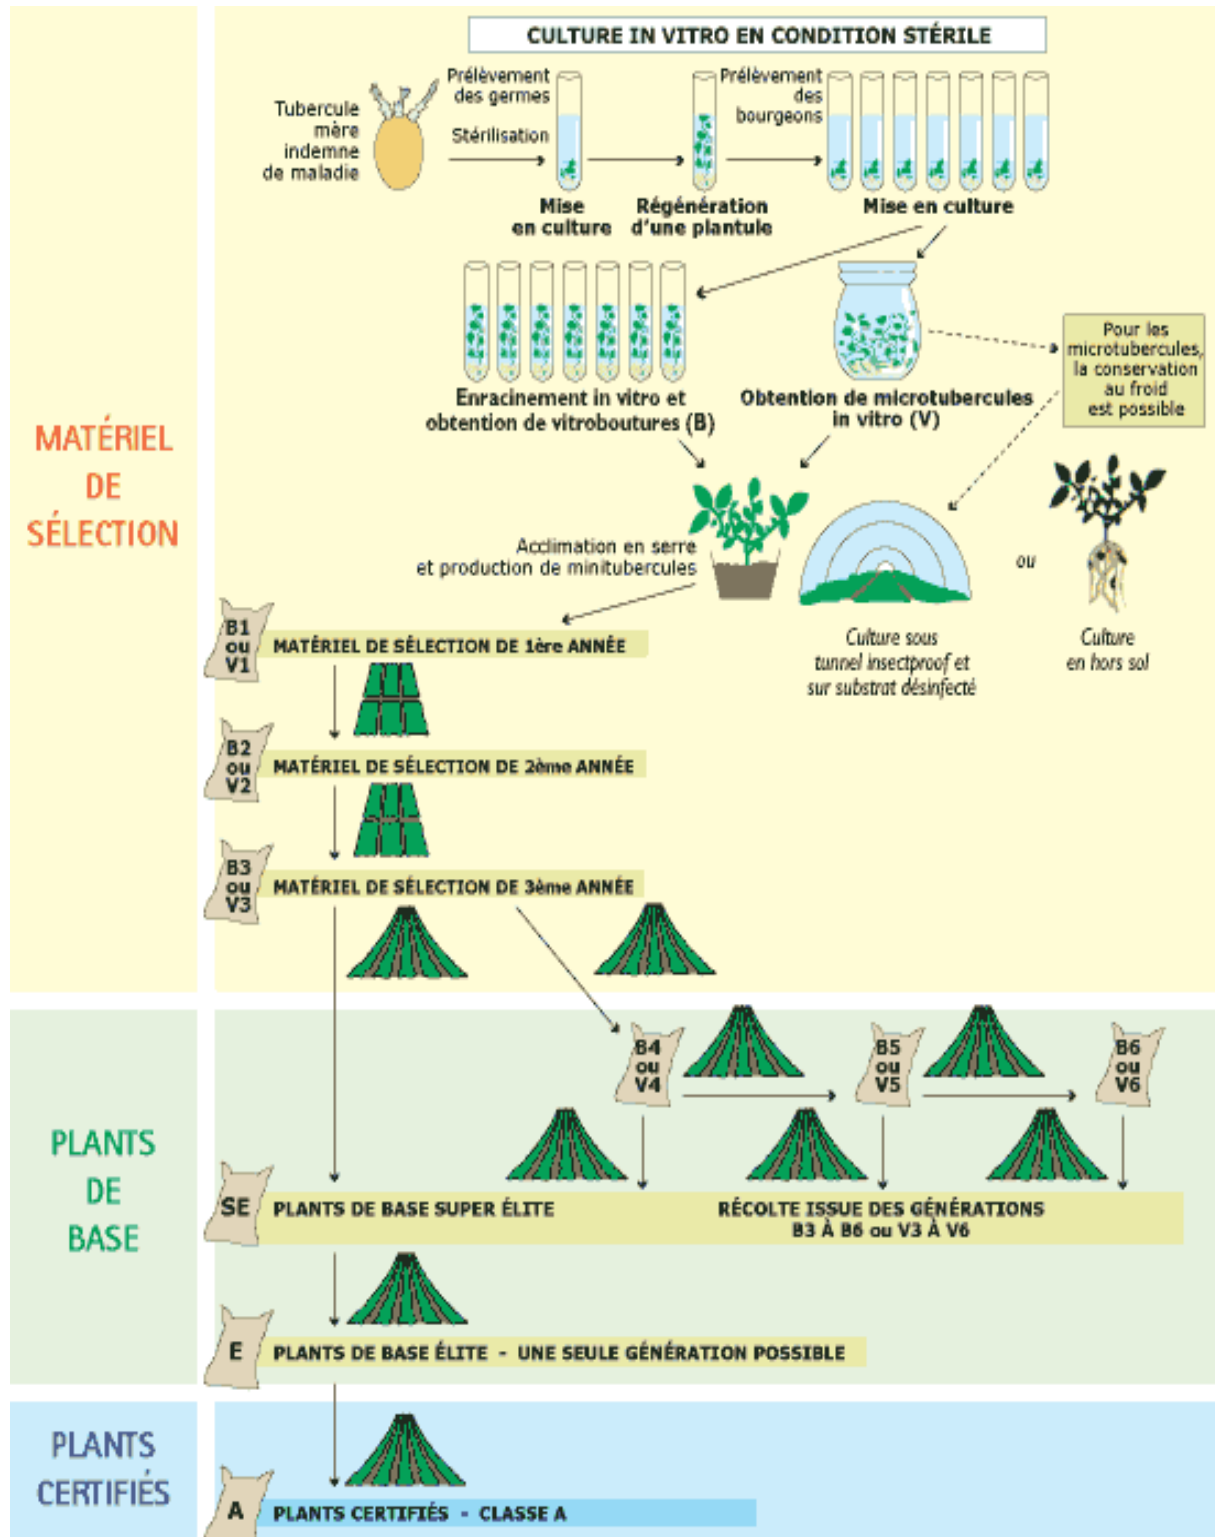 CULTURE IN VITRO EN CONDITION STÉRILE
Tubercule
mère
indemne
de maladie
Prélèvement
des germes
Stérilisation
Prélèvement
des
bourgeons
Mise
en culture
Régénération
d'une plantule
Mise en culture
Enracinement in vitro et
obtention de vitroboutures (B)
Obtention de microtubercules
in vitro (V)
Pour les
microtubercules,
la conservation
au froid
est possible
MATÉRIEL
DE
SÉLECTION
Acclimation en serre
et production de minitubercules
ou
Culture sous
tunnel insectproof et
sur substrat désinfecté
Culture
en hors sol
B1
ou
V1
MATÉRIEL DE SÉLECTION DE 1ère ANNÉE
B2
ou
V2
MATÉRIEL DE SÉLECTION DE 2ème ANNÉE
B3
ou
V3
MATÉRIEL DE SÉLECTION DE 3ème ANNÉE
PLANTS
DE
BASE
B4
ou
V4
B5
ou
V5
B6
ou
V6
SE
PLANTS DE BASE SUPER ÉLITE
RÉCOLTE ISSUE DES GÉNÉRATIONS
B3 À B6 ou V3 À V6
E
PLANTS DE BASE ÉLITE - UNE SEULE GÉNÉRATION POSSIBLE
PLANTS
CERTIFIÉS
A
PLANTS CERTIFIÉS - CLASSE A